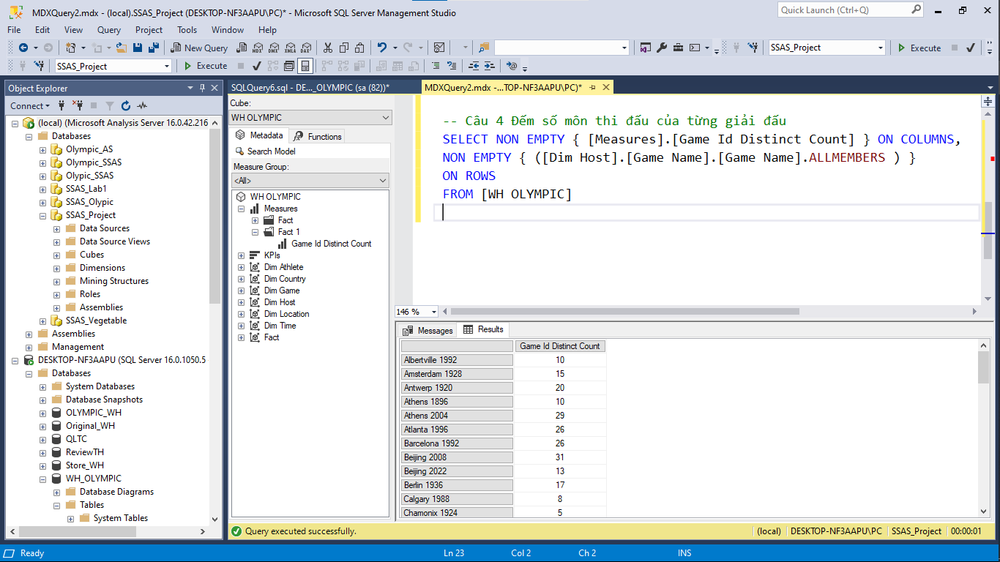 MDXQuery2.mdx - (local).SSAS_Project (DESKTOP-NF3AAPU\PC)* - Microsoft SQL Server Management Studio
Quick Launch (Ctrl+Q)
File Edit View Query Project Tools Window Help
New Query MDX DMX XMLA DAX SSAS_Project Execute
SSAS_Project Execute
Object Explorer
Connect
(local) (Microsoft Analysis Server 16.0.42.216
Databases
Olympic_AS
Olympic_SSAS
Olypic_SSAS
SSAS_Lab1
SSAS_Olypic
SSAS_Project
Data Sources
Data Source Views
Cubes
Dimensions
Mining Structures
Roles
Assemblies
SSAS_Vegetable
Assemblies
Management
DESKTOP-NF3AAPU (SQL Server 16.0.1050.5
Databases
System Databases
Database Snapshots
OLYMPIC_WH
Original_WH
QLTC
ReviewTH
Store_WH
WH_OLYMPIC
Database Diagrams
Tables
System Tables
SQLQuery6.sql - DE..._OLYMPIC (sa (82))*
MDXQuery2.mdx -...TOP-NF3AAPU\PC)*
Cube:
WH OLYMPIC
Metadata Functions
Search Model
Measure Group:
<All>
WH OLYMPIC
Measures
Fact
Fact 1
Game Id Distinct Count
KPIs
Dim Athlete
Dim Country
Dim Game
Dim Host
Dim Location
Dim Time
Fact
-- Câu 4 Đếm số môn thi đấu của từng giải đấu
SELECT NON EMPTY { [Measures].[Game Id Distinct Count] } ON COLUMNS,
NON EMPTY { ([Dim Host].[Game Name].[Game Name].ALLMEMBERS ) }
ON ROWS
FROM [WH OLYMPIC]
146 %
Messages Results
Game Id Distinct Count
Albertville 1992 10
Amsterdam 1928 15
Antwerp 1920 20
Athens 1896 10
Athens 2004 29
Atlanta 1996 26
Barcelona 1992 26
Beijing 2008 31
Beijing 2022 13
Berlin 1936 17
Calgary 1988 8
Chamonix 1924 5
Query executed successfully. (local) DESKTOP-NF3AAPU\PC SSAS_Project 00:00:01
Ready Ln 23 Col 2 Ch 2 INS